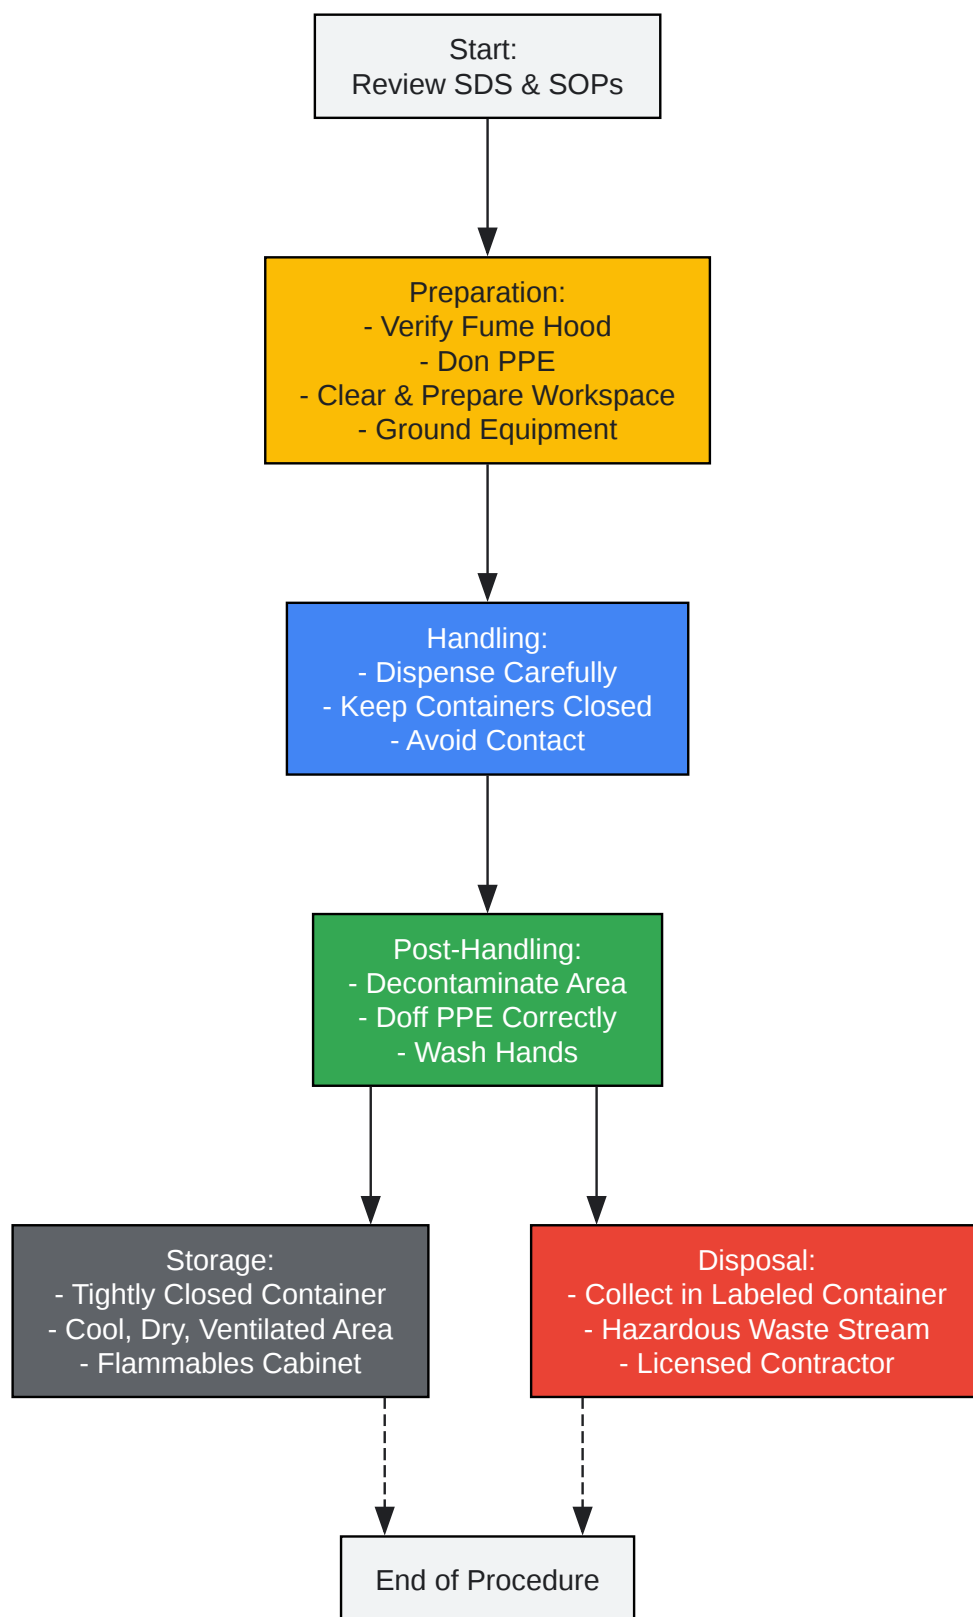 Start:
Review SDS & SOPs
Preparation:
- Verify Fume Hood
- Don PPE
- Clear & Prepare Workspace
- Ground Equipment
Handling:
- Dispense Carefully
- Keep Containers Closed
- Avoid Contact
Post-Handling:
- Decontaminate Area
- Doff PPE Correctly
- Wash Hands
Storage:
- Tightly Closed Container
- Cool, Dry, Ventilated Area
- Flammables Cabinet
Disposal:
- Collect in Labeled Container
- Hazardous Waste Stream
- Licensed Contractor
End of Procedure